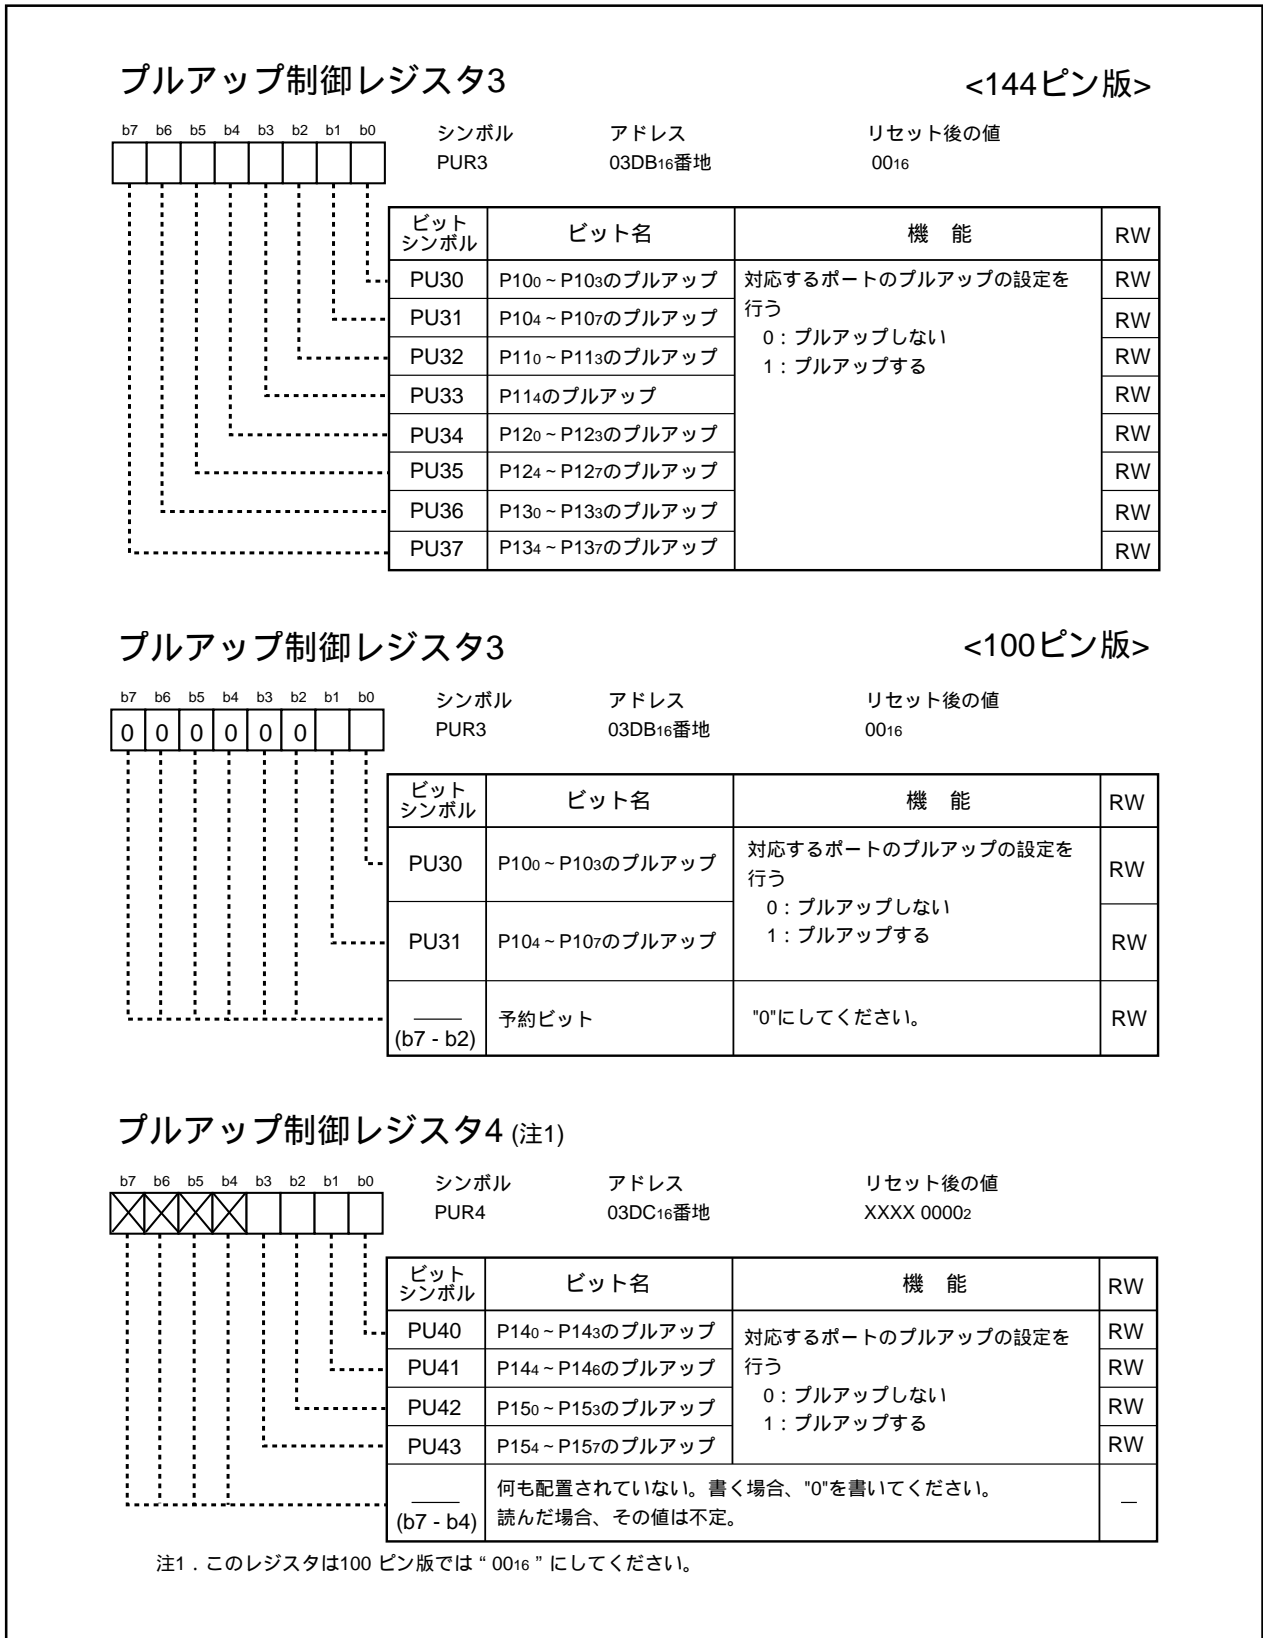 プルアップ制御レジスタ3 <144ピン版>
b7 b6 b5 b4 b3 b2 b1 b0 シンボル アドレス リセット後の値
PUR3 03DB16番地 0016
ビット
シンボル ビット名 機 能 RW
PU30 P100 ~ P103のプルアップ 対応するポートのプルアップの設定を RW
行う
PU31 P104 ~ P107のプルアップ RW
0 : プルアップしない
PU32 P110 ~ P113のプルアップ RW
1 : プルアップする
PU33 P114のプルアップ RW
PU34 P120 ~ P123のプルアップ RW
PU35 P124 ~ P127のプルアップ RW
PU36 P130 ~ P133のプルアップ RW
PU37 P134 ~ P137のプルアップ RW
プルアップ制御レジスタ3 <100ピン版>
b7 b6 b5 b4 b3 b2 b1 b0 シンボル アドレス リセット後の値
0 0 0 0 0 0 PUR3 03DB16番地 0016
ビット
シンボル ビット名 機 能 RW
PU30 P100 ~ P103のプルアップ 対応するポートのプルアップの設定を RW
行う
0 : プルアップしない
PU31 P104 ~ P107のプルアップ 1 : プルアップする RW
予約ビット "0"にしてください。 RW
(b7 - b2)
プルアップ制御レジスタ4 (注1)
b7 b6 b5 b4 b3 b2 b1 b0 シンボル アドレス リセット後の値
PUR4 03DC16番地 XXXX 00002
ビット
シンボル ビット名 機 能 RW
PU40 P140 ~ P143のプルアップ 対応するポートのプルアップの設定を RW
PU41 P144 ~ P146のプルアップ 行う RW
0 : プルアップしない
PU42 P150 ~ P153のプルアップ RW
1 : プルアップする
PU43 P154 ~ P157のプルアップ RW
何も配置されていない。書く場合、"0"を書いてください。 —
(b7 - b4) 読んだ場合、その値は不定。
注1 . このレジスタは100 ピン版では “ 0016 ” にしてください。